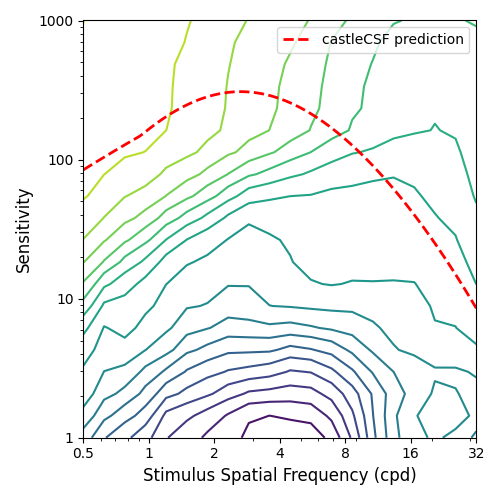 1000
castleCSF prediction
100
10
1
Sensitivity
0.5 1 2 4 8 16 32
Stimulus Spatial Frequency (cpd)